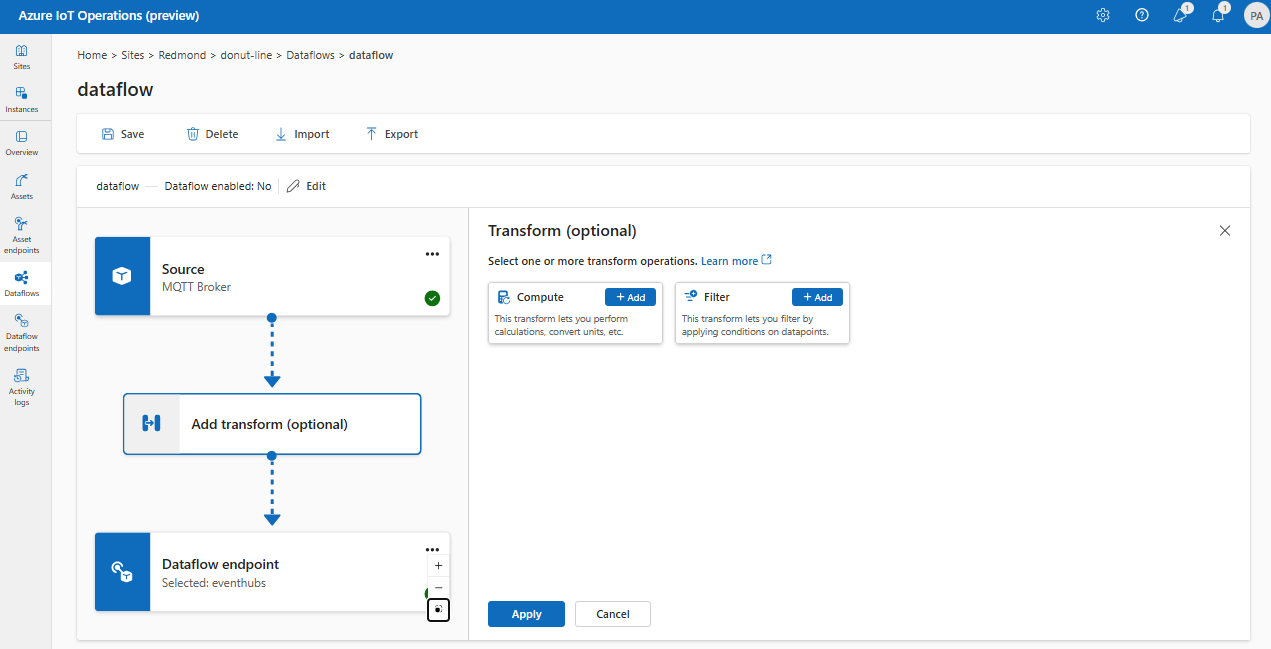 Azure IoT Operations (preview)
1
1
PA
Sites
Instances
Overview
Assets
Asset
endpoints
Dataflows
Dataflow
endpoints
Activity
logs
Home > Sites > Redmond > donut-line > Dataflows > dataflow
dataflow
Save
Delete
Import
Export
dataflow
Dataflow enabled: No
Edit
Source
MQTT Broker
Add transform (optional)
Dataflow endpoint
Selected: eventhubs
+
−
Transform (optional)
Select one or more transform operations. Learn more
Compute
+ Add
This transform lets you perform
calculations, convert units, etc.
Filter
+ Add
This transform lets you filter by
applying conditions on datapoints.
Apply
Cancel